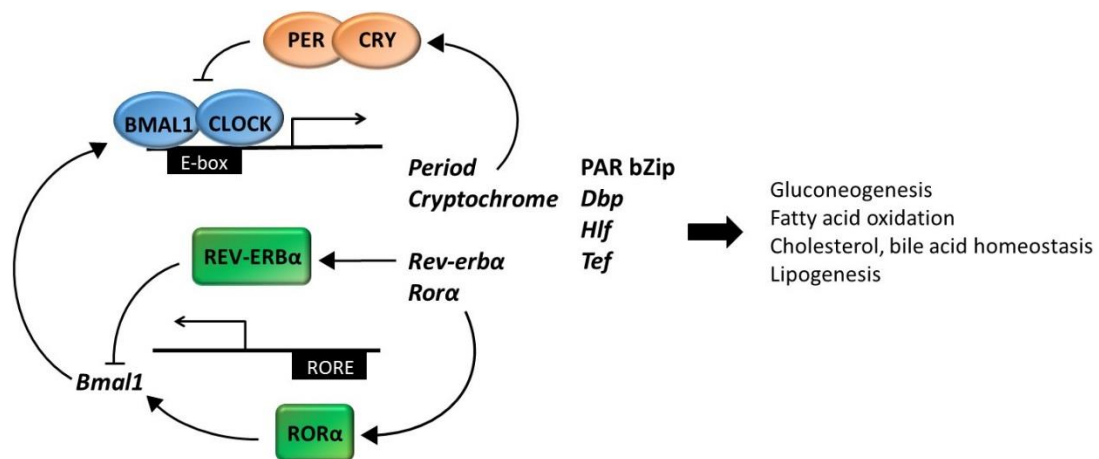 PER
CRY
BMAL1
CLOCK
E-box
Period
Cryptochrome
PAR bZip
Dbp
Hlf
Tef
Gluconeogenesis
Fatty acid oxidation
Cholesterol, bile acid homeostasis
Lipogenesis
REV-ERBα
Rev-erbα
Rorα
RORE
Bmal1
RORα